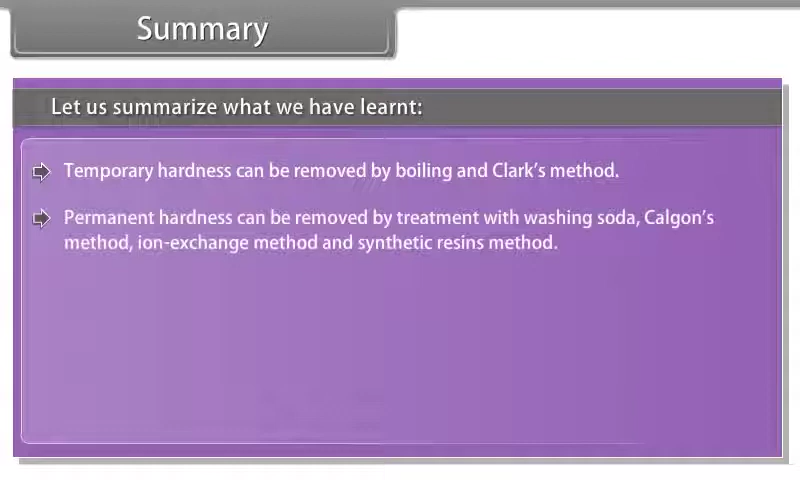 Summary
Let us summarize what we have learnt:
Temporary hardness can be removed by boiling and Clark's method.
Permanent hardness can be removed by treatment with washing soda, Calgon's
method, ion-exchange method and synthetic resins method.